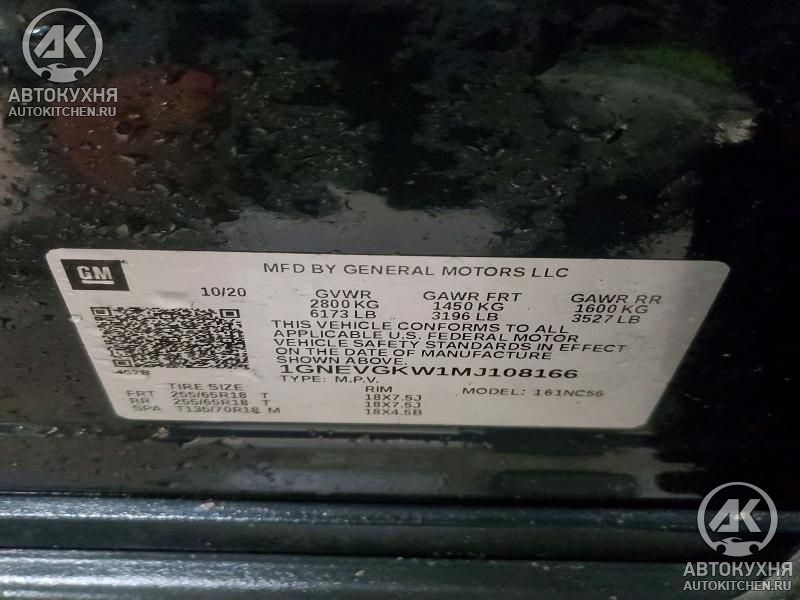 АК
АВТОКУХНЯ
AUTOKITCHEN.RU
GM
MFD BY GENERAL MOTORS LLC
10/20 GVWR GAWR FRT GAWR RR
2800 KG 1450 KG 1600 KG
6173 LB 3196 LB 3527 LB
THIS VEHICLE CONFORMS TO ALL
APPLICABLE U.S. FEDERAL MOTOR
VEHICLE SAFETY STANDARDS IN EFFECT
ON THE DATE OF MANUFACTURE
SHOWN ABOVE.
4578
1GNEVGKW1MJ108166
TYPE: M.P.V. MODEL: 161NC56
TIRE SIZE RIM
FRT 255/65R18 T 18X7.5J
RR 255/65R18 T 18X7.5J
SPA T135/70R18 M 18X4.5B
АК
АВТОКУХНЯ
AUTOKITCHEN.RU